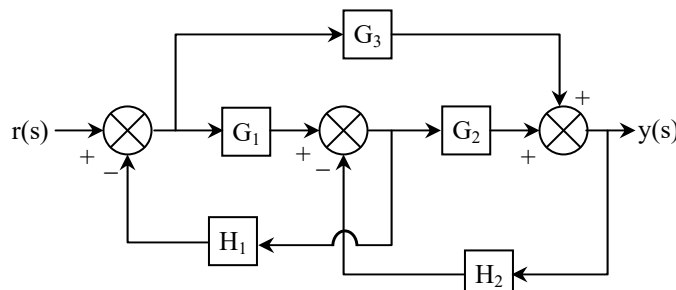 G₃
+
r(s) G₁ G₂ y(s)
+ − + − +
H₁
H₂